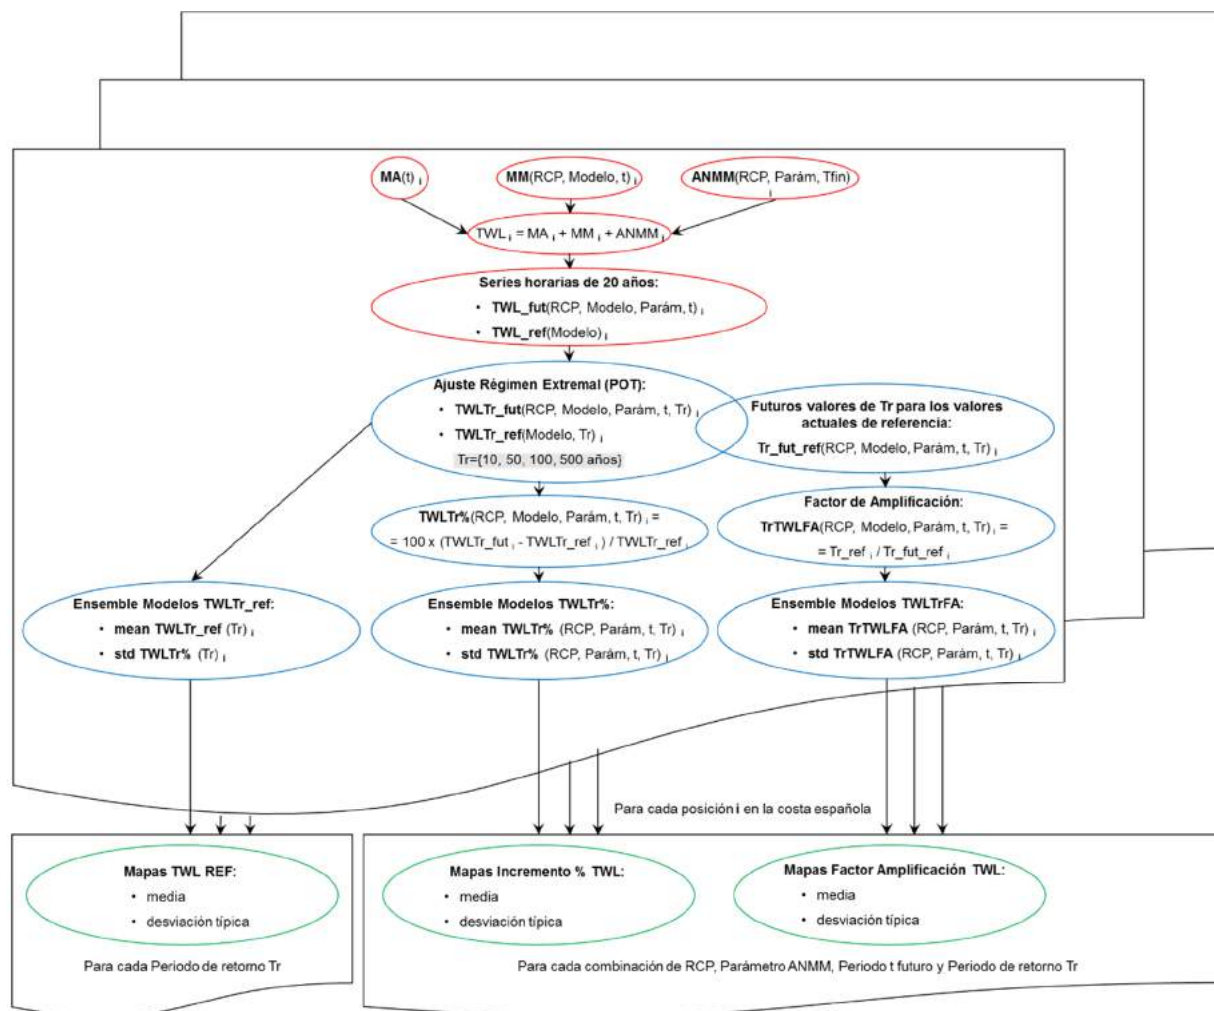 MA(t) i
MM(RCP, Modelo, t) i
ANMM(RCP, Parám, Tfin)
i
TWL i = MA i + MM i + ANMM i
Series horarias de 20 años:
• TWL_fut(RCP, Modelo, Parám, t) i
• TWL_ref(Modelo) i
Ajuste Régimen Extremal (POT):
• TWLTr_fut(RCP, Modelo, Parám, t, Tr) i
• TWLTr_ref(Modelo, Tr) i
Tr={10, 50, 100, 500 años}
Futuros valores de Tr para los valores
actuales de referencia:
Tr_fut_ref(RCP, Modelo, Parám, t, Tr) i
TWLTr%(RCP, Modelo, Parám, t, Tr) i =
= 100 x (TWLTr_fut i - TWLTr_ref i ) / TWLTr_ref i
Factor de Amplificación:
TrTWLFA(RCP, Modelo, Parám, t, Tr) i =
= Tr_ref i / Tr_fut_ref i
Ensemble Modelos TWLTr_ref:
• mean TWLTr_ref (Tr) i
• std TWLTr% (Tr) i
Ensemble Modelos TWLTr%:
• mean TWLTr% (RCP, Parám, t, Tr) i
• std TWLTr% (RCP, Parám, t, Tr) i
Ensemble Modelos TWLTrFA:
• mean TrTWLFA (RCP, Parám, t, Tr) i
• std TrTWLFA (RCP, Parám, t, Tr) i
Para cada posición i en la costa española
Mapas TWL REF:
• media
• desviación típica
Para cada Periodo de retorno Tr
Mapas Incremento % TWL:
• media
• desviación típica
Mapas Factor Amplificación TWL:
• media
• desviación típica
Para cada combinación de RCP, Parámetro ANMM, Periodo t futuro y Periodo de retorno Tr